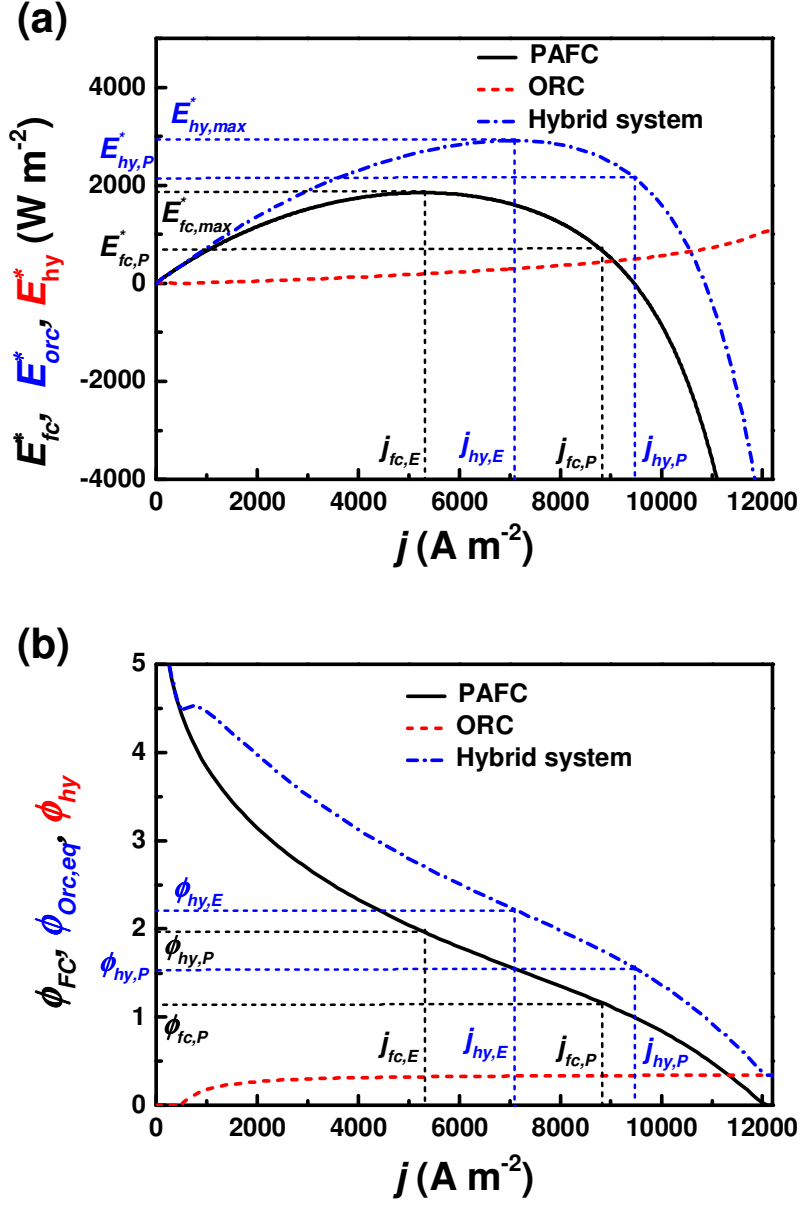 (a)
PAFC
ORC
Hybrid system
4000
2000
0
-2000
-4000
E*hy,max
E*hy,P
E*fc,max
E*fc,P
E*fc, E*orc, E*hy (W m-2)
jfc,E
jhy,E
jfc,P
jhy,P
0 2000 4000 6000 8000 10000 12000
j (A m-2)
(b)
PAFC
ORC
Hybrid system
5
4
3
2
1
0
ϕhy,E
ϕhy,P
ϕhy,P
ϕfc,P
ϕFC, ϕOrc,eq, ϕhy
jfc,E
jhy,E
jfc,P
jhy,P
0 2000 4000 6000 8000 10000 12000
j (A m-2)